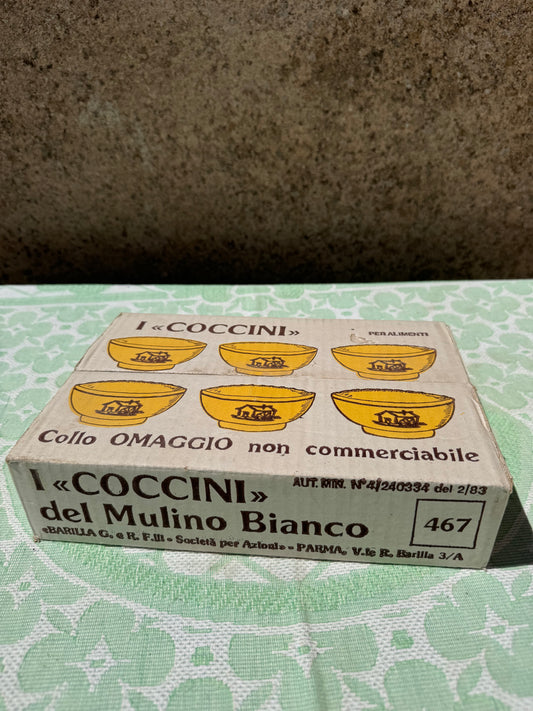 I «COCCINI»
PER ALIMENTI
Collo OMAGGIO non commerciabile
I «COCCINI»
AUT. MIN. N°4/240334 del 2/83
del Mulino Bianco
467
«BARILLA G. e R. F.lli - Società per Azioni» - PARMA, V.le R. Barilla 3/A